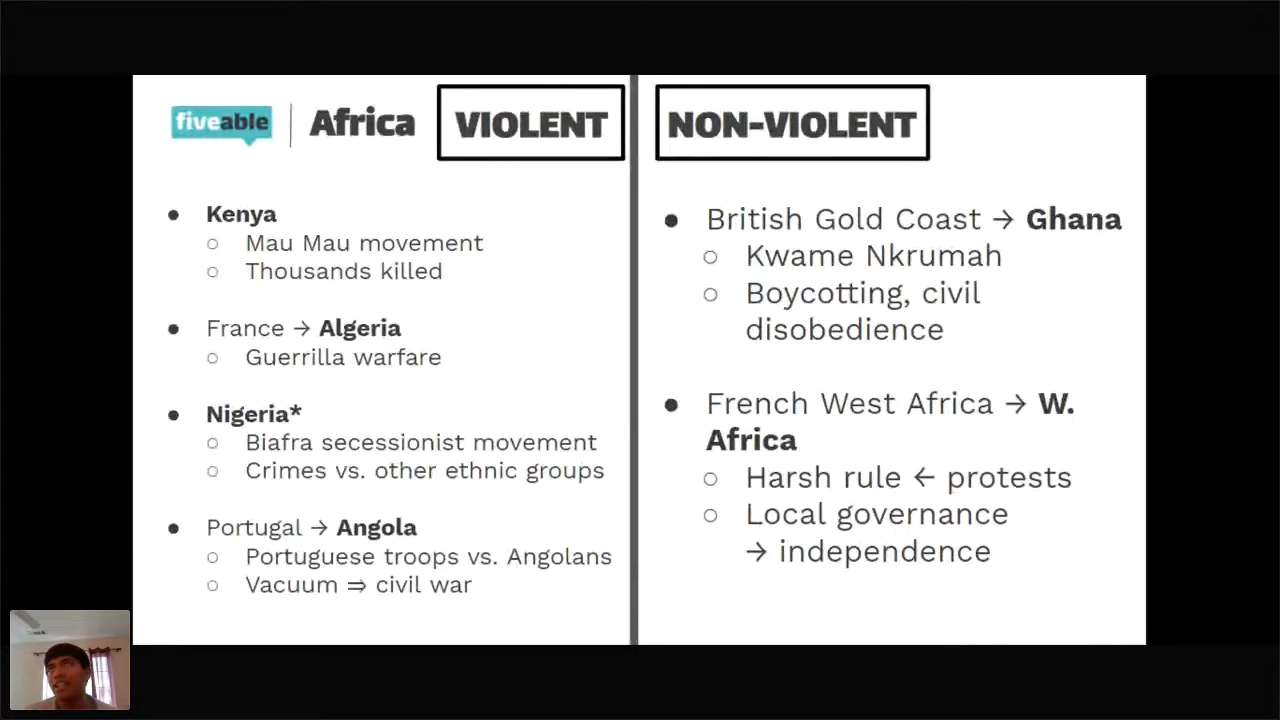 fiveable
Africa
VIOLENT
● Kenya
○ Mau Mau movement
○ Thousands killed
● France → Algeria
○ Guerrilla warfare
● Nigeria*
○ Biafra secessionist movement
○ Crimes vs. other ethnic groups
● Portugal → Angola
○ Portuguese troops vs. Angolans
○ Vacuum ⇒ civil war
NON-VIOLENT
● British Gold Coast → Ghana
○ Kwame Nkrumah
○ Boycotting, civil
disobedience
● French West Africa → W.
Africa
○ Harsh rule ← protests
○ Local governance
→ independence